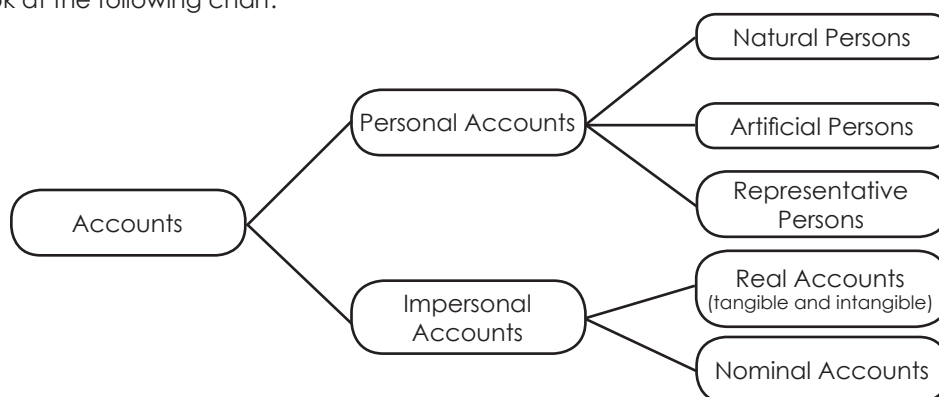 at the following chart.
Natural Persons
Personal Accounts
Artificial Persons
Representative
Persons
Accounts
Real Accounts
(tangible and intangible)
Impersonal
Accounts
Nominal Accounts